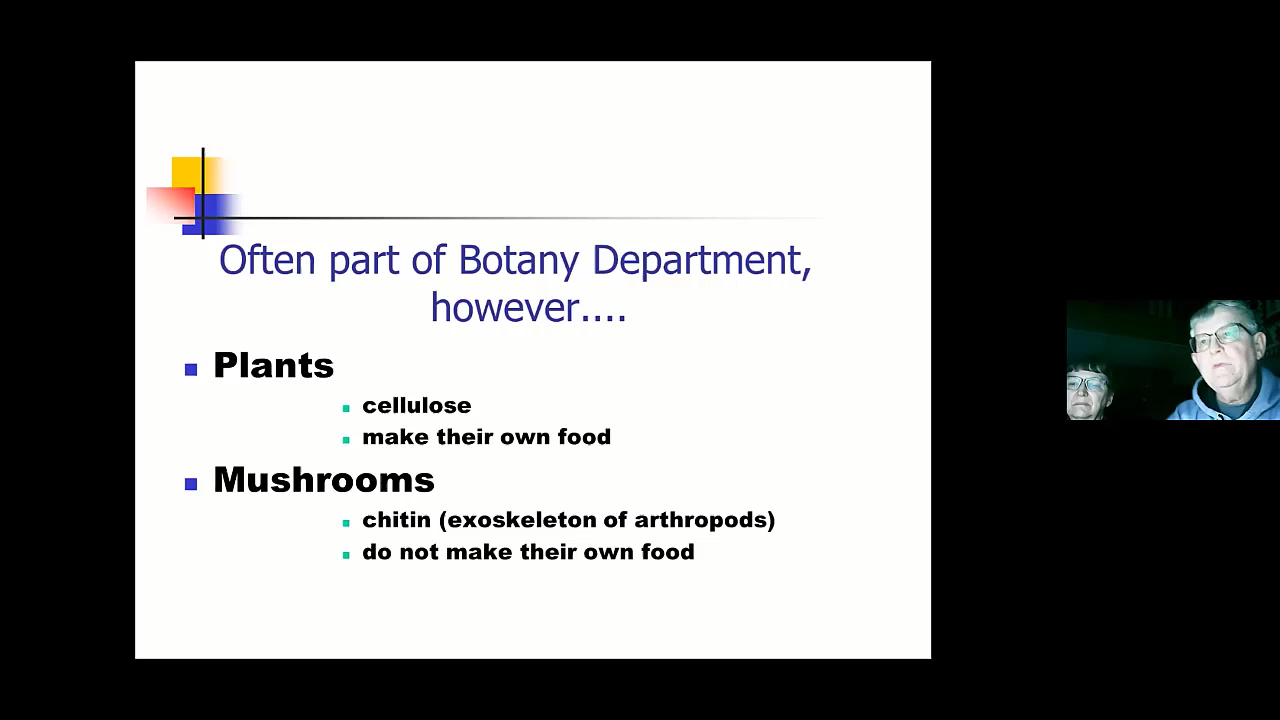 Often part of Botany Department,
however....
Plants
cellulose
make their own food
Mushrooms
chitin (exoskeleton of arthropods)
do not make their own food